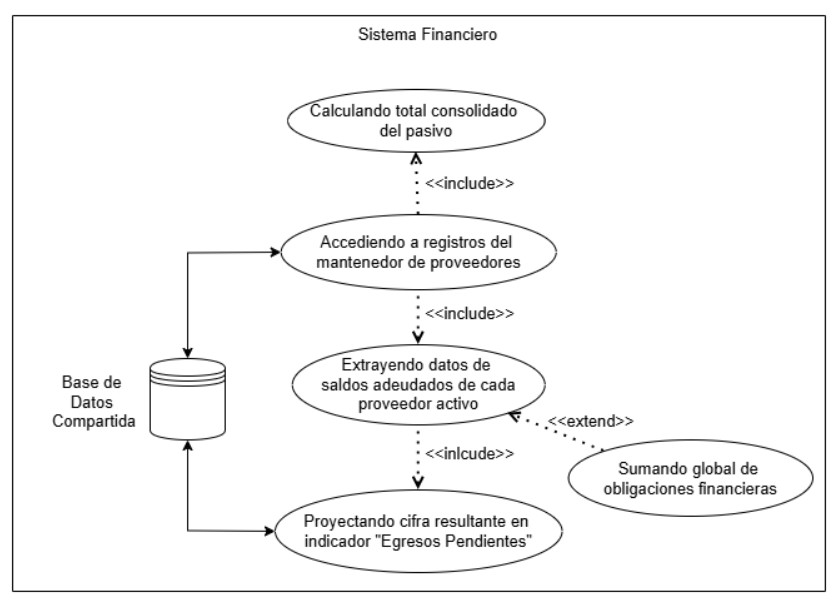 Sistema Financiero
Calculando total consolidado
del pasivo
<<include>>
Accediendo a registros del
mantenedor de proveedores
<<include>>
Extrayendo datos de
saldos adeudados de cada
proveedor activo
Base de
Datos
Compartida
<<extend>>
<<inlcude>>
Sumando global de
obligaciones financieras
Proyectando cifra resultante en
indicador "Egresos Pendientes"